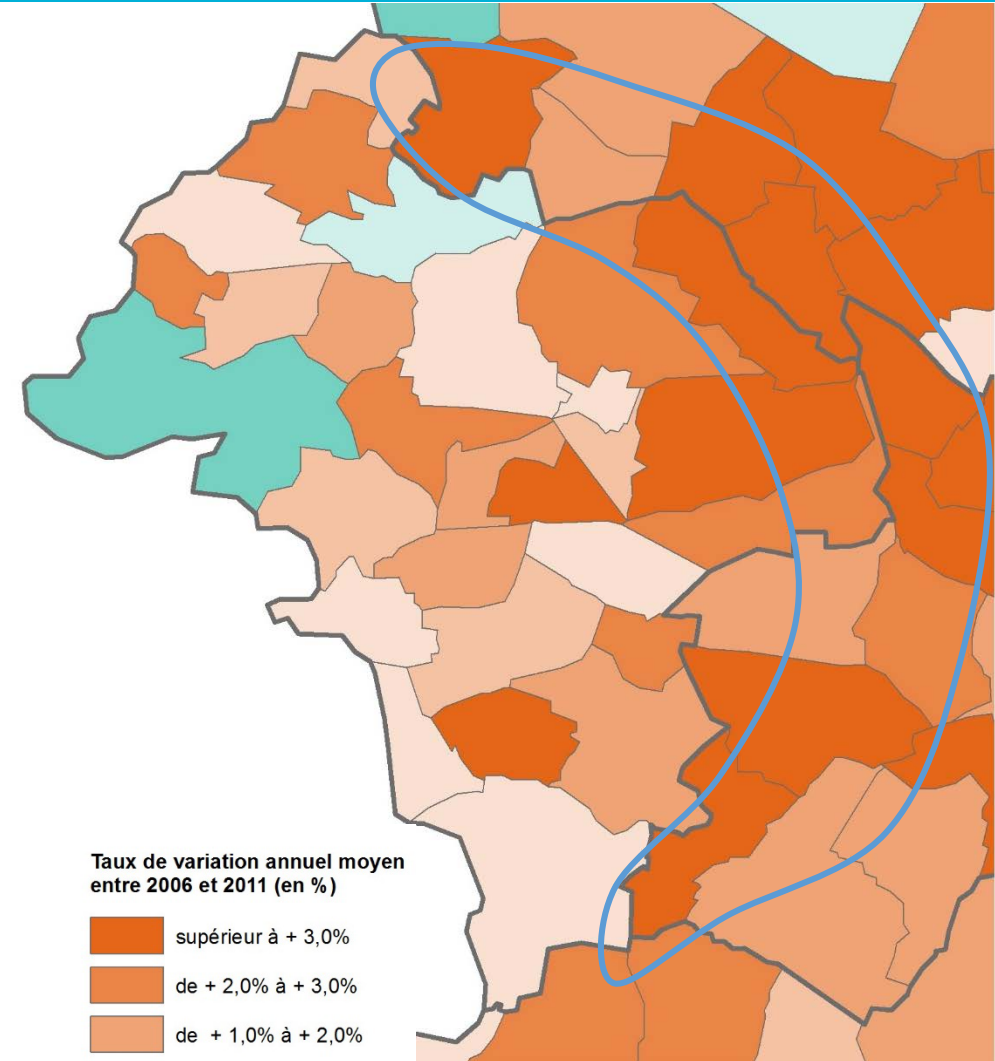 Taux de variation annuel moyen
entre 2006 et 2011 (en %)
supérieur à + 3,0%
de + 2,0% à + 3,0%
de + 1,0% à + 2,0%